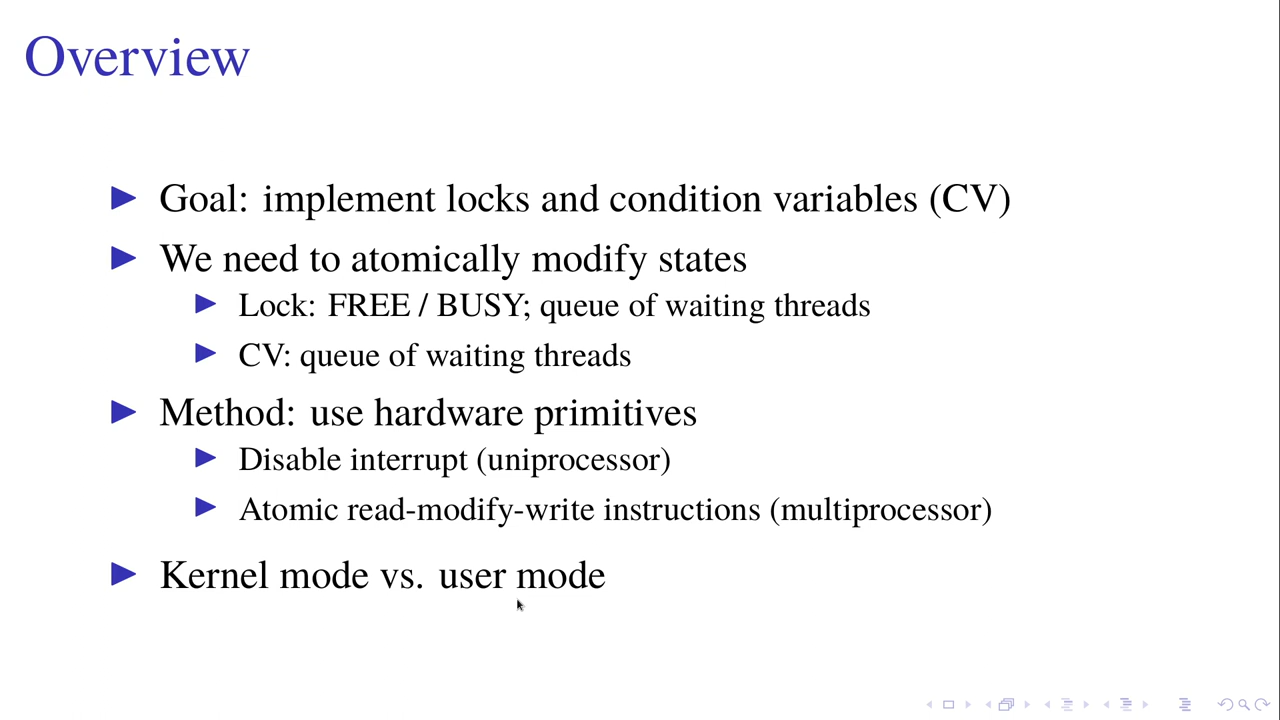 Overview
Goal: implement locks and condition variables (CV)
We need to atomically modify states
Lock: FREE / BUSY; queue of waiting threads
CV: queue of waiting threads
Method: use hardware primitives
Disable interrupt (uniprocessor)
Atomic read-modify-write instructions (multiprocessor)
Kernel mode vs. user mode